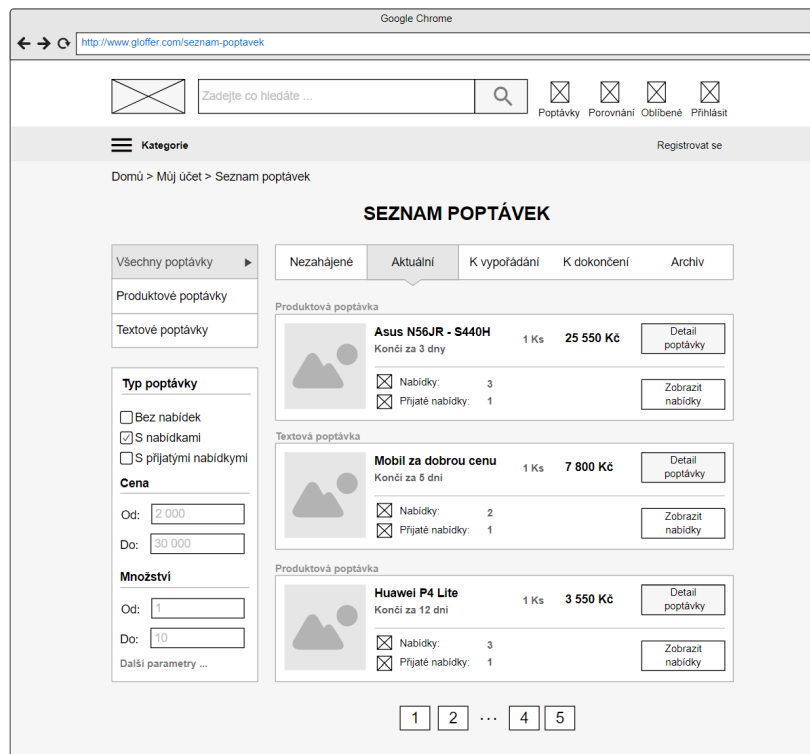 Google Chrome
http://www.gloffer.com/seznam-poptavek
Zadejte co hledáte ...
Poptávky Porovnání Oblíbené Přihlásit
Kategorie
Registrovat se
Domů > Můj účet > Seznam poptávek
SEZNAM POPTÁVEK
Všechny poptávky
Produktové poptávky
Textové poptávky
Typ poptávky
Bez nabídek
S nabídkami
S přijatými nabídkymi
Cena
Od: 2 000
Do: 30 000
Množství
Od: 1
Do: 10
Další parametry ...
Nezahájené Aktuální K vypořádání K dokončení Archiv
Produktová poptávka
Asus N56JR - S440H
Končí za 3 dny
1 Ks
25 550 Kč
Detail
poptávky
Nabídky: 3
Přijaté nabídky: 1
Zobrazit
nabídky
Textová poptávka
Mobil za dobrou cenu
Končí za 5 dní
1 Ks
7 800 Kč
Detail
poptávky
Nabídky: 2
Přijaté nabídky: 1
Zobrazit
nabídky
Produktová poptávka
Huawei P4 Lite
Končí za 12 dní
1 Ks
3 550 Kč
Detail
poptávky
Nabídky: 3
Přijaté nabídky: 1
Zobrazit
nabídky
1 2 ... 4 5